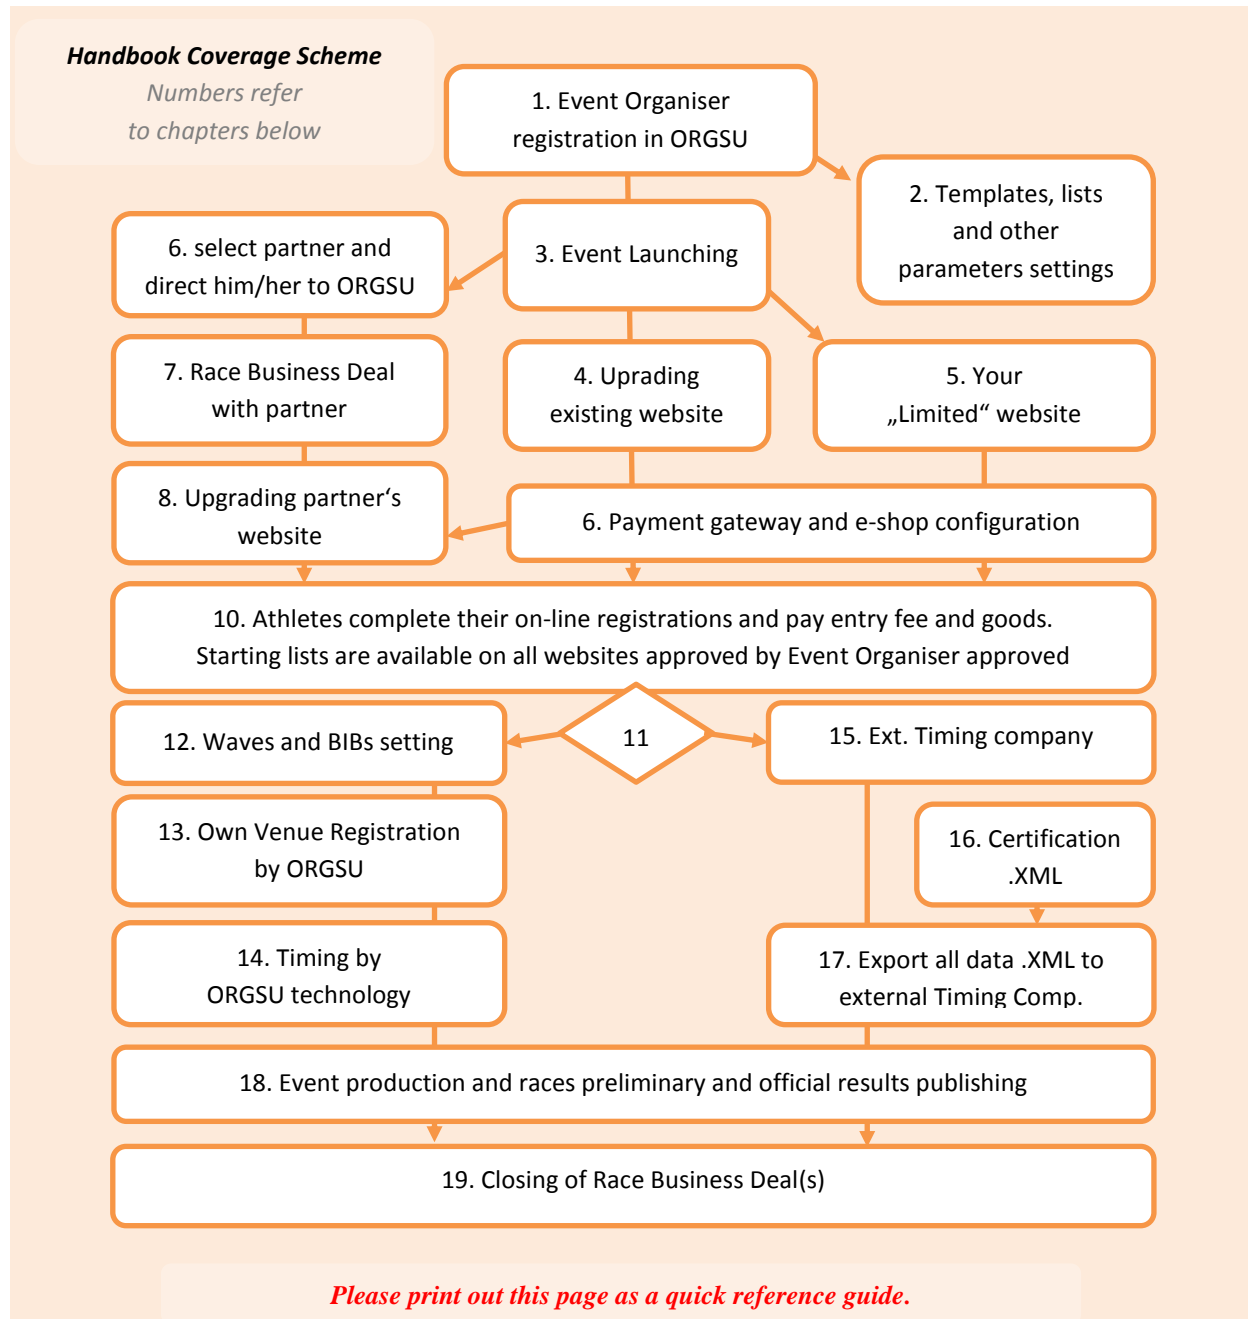 Handbook Coverage Scheme
Numbers refer
to chapters below
1. Event Organiser
registration in ORGSU
2. Templates, lists
and other
parameters settings
3. Event Launching
6. select partner and
direct him/her to ORGSU
7. Race Business Deal
with partner
4. Uprading
existing website
5. Your
„Limited“ website
8. Upgrading partner‘s
website
6. Payment gateway and e-shop configuration
10. Athletes complete their on-line registrations and pay entry fee and goods.
Starting lists are available on all websites approved by Event Organiser approved
11
12. Waves and BIBs setting
15. Ext. Timing company
13. Own Venue Registration
by ORGSU
16. Certification
.XML
14. Timing by
ORGSU technology
17. Export all data .XML to
external Timing Comp.
18. Event production and races preliminary and official results publishing
19. Closing of Race Business Deal(s)
Please print out this page as a quick reference guide.